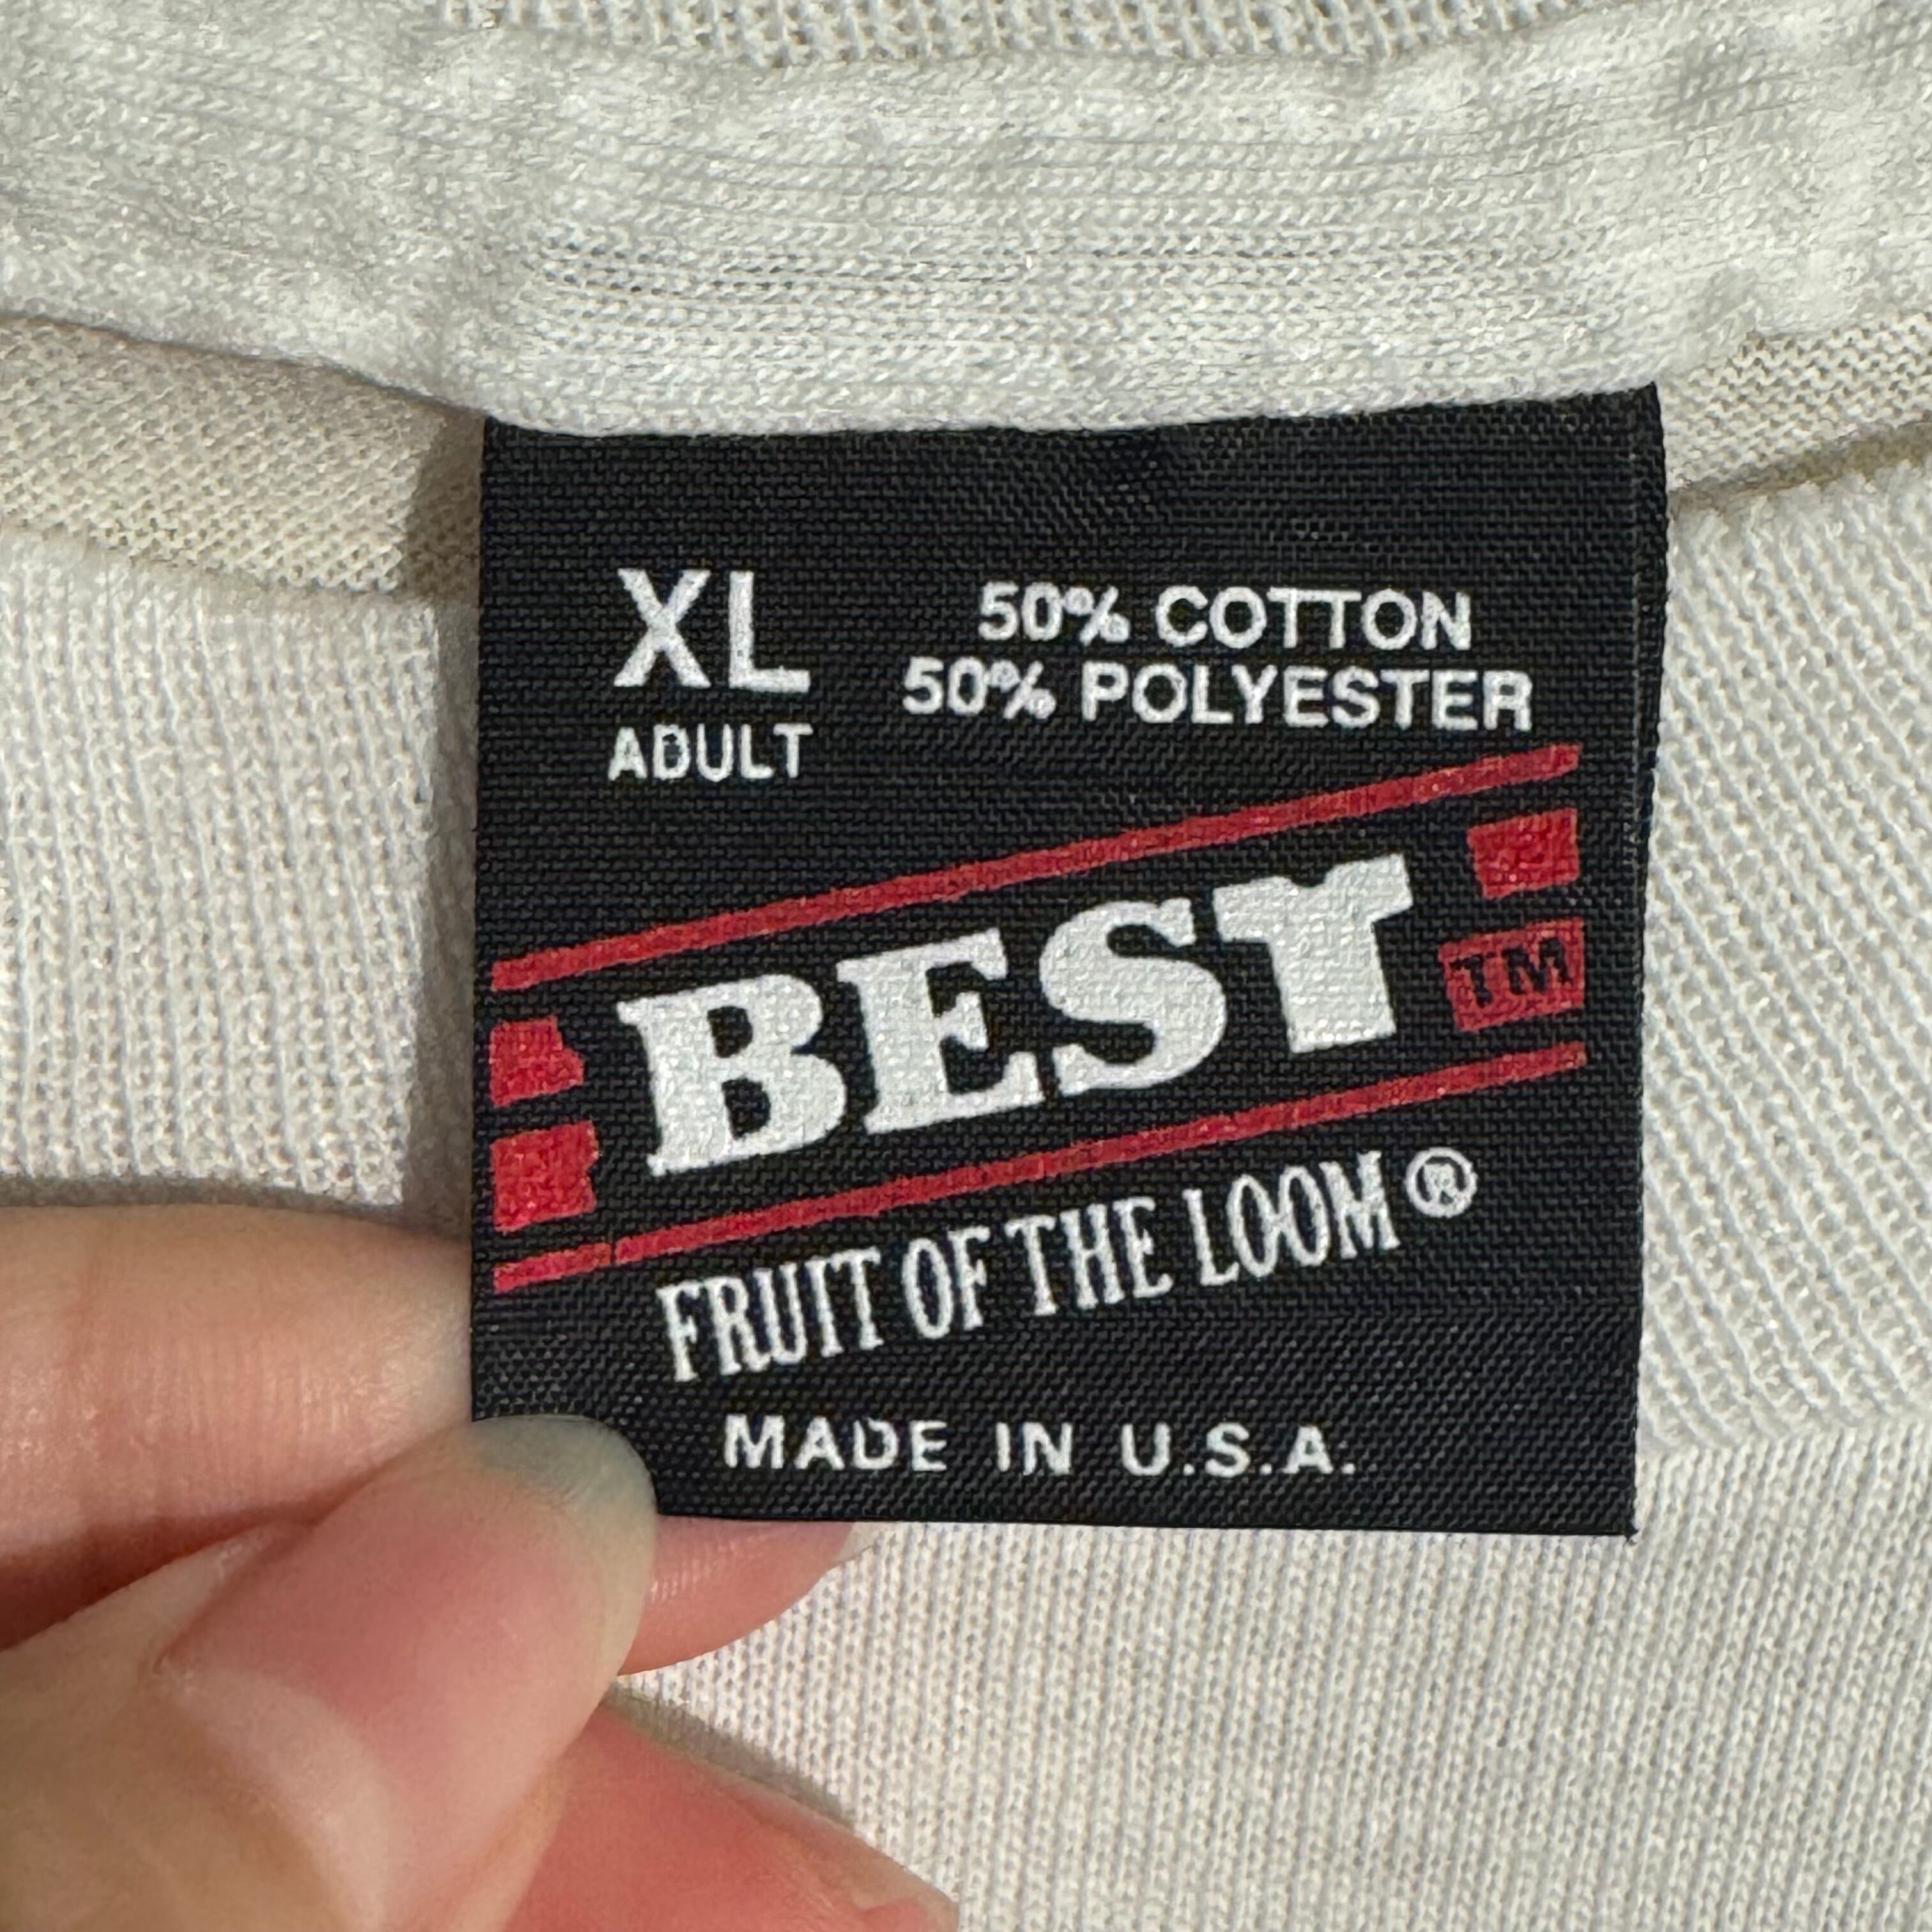 XL
ADULT
50% COTTON
50% POLYESTER
BEST
TM
FRUIT OF THE LOOM ®
MADE IN U.S.A.